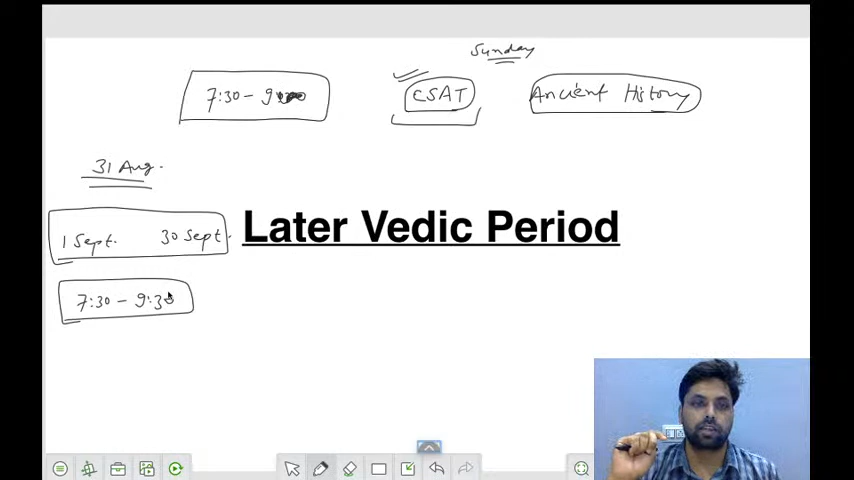 Sunday
7:30 - 9 CSAT Ancient History
31 Aug.
Later Vedic Period
1 Sept. 30 Sept.
7:30 - 9:30